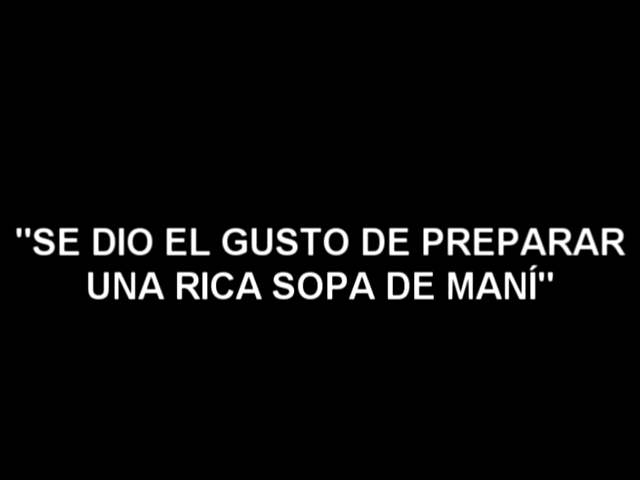 "SE DIO EL GUSTO DE PREPARAR
UNA RICA SOPA DE MANÍ"